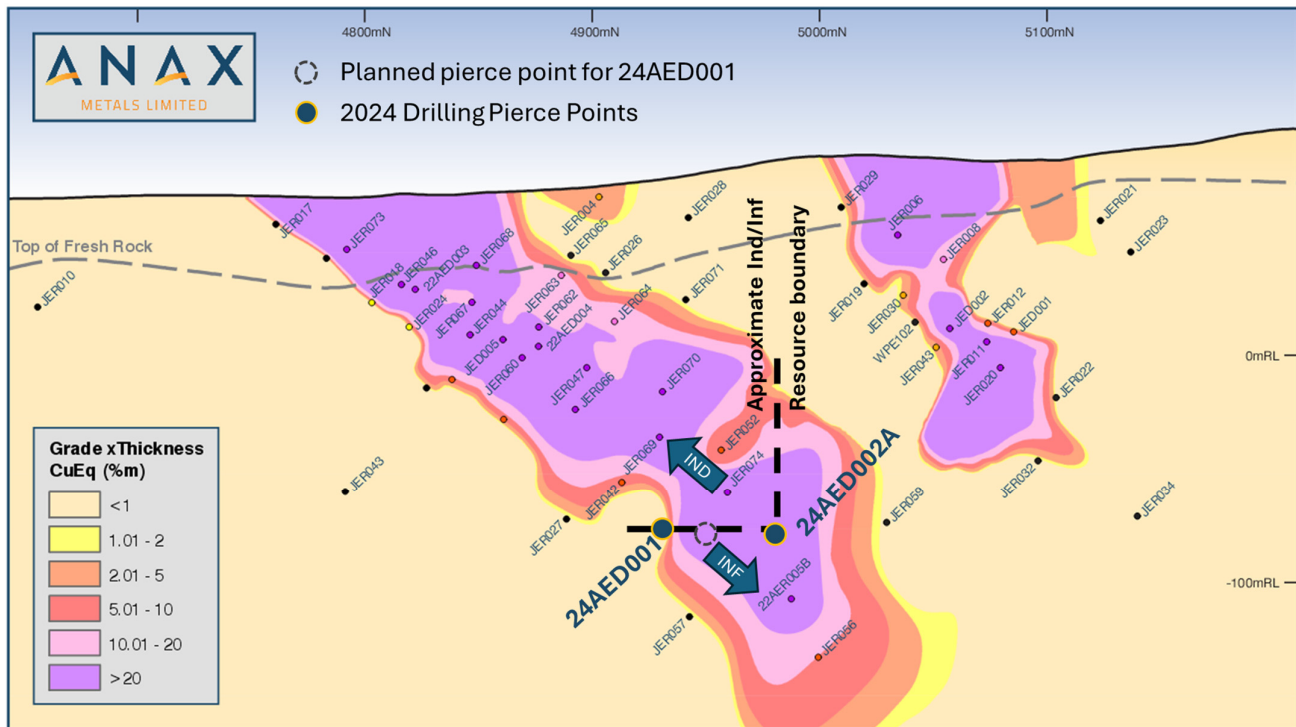 4800mN
4900mN
5000mN
5100mN
ANAX
METALS LIMITED
Planned pierce point for 24AED001
2024 Drilling Pierce Points
Top of Fresh Rock
JER010
JER017
JER073
JER018
JER046
22AED003
JER068
JER024
JER067
JER044
JED005
JER060
JER063
JER062
22AED004
JER047
JER066
JER004
JER065
JER026
JER028
JER071
JER064
JER070
JER052
JER069
JER074
JER042
JER027
JER043
JER029
JER006
JER008
JER019
JER030
WPE102
JER043
JED002
JER012
JED001
JER011
JER020
JER022
JER032
JER021
JER023
JER034
JER059
JER057
JER056
22AER005B
Approximate Ind/Inf
Resource boundary
IND
INF
24AED001
24AED002A
0mRL
-100mRL
Grade xThickness
CuEq (%m)
<1
1.01 - 2
2.01 - 5
5.01 - 10
10.01 - 20
>20